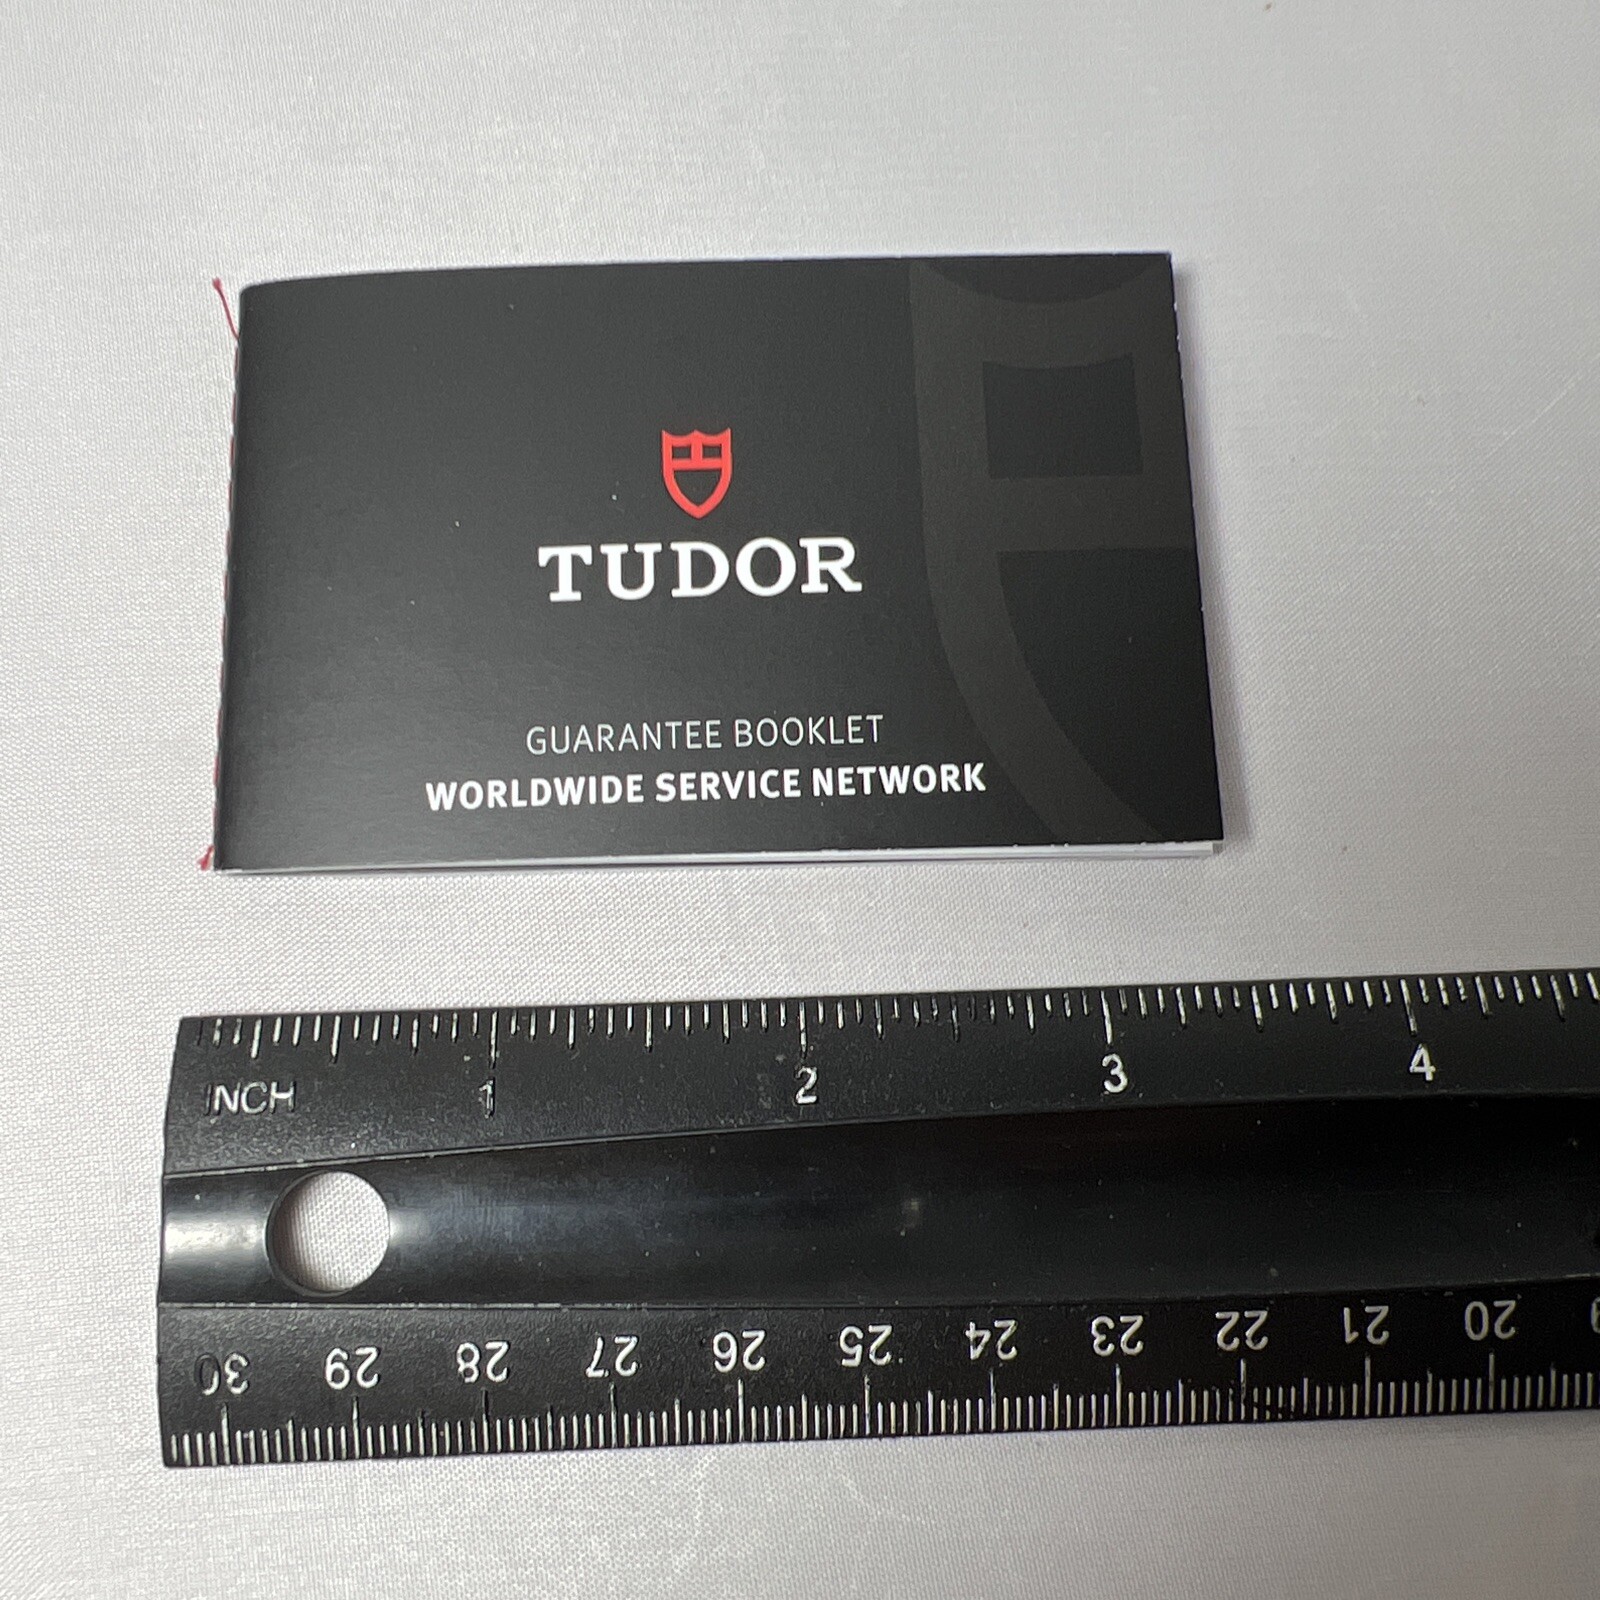 TUDOR
GUARANTEE BOOKLET
WORLDWIDE SERVICE NETWORK
INCH 1 2 3 4
30 29 28 27 26 25 24 23 22 21 20